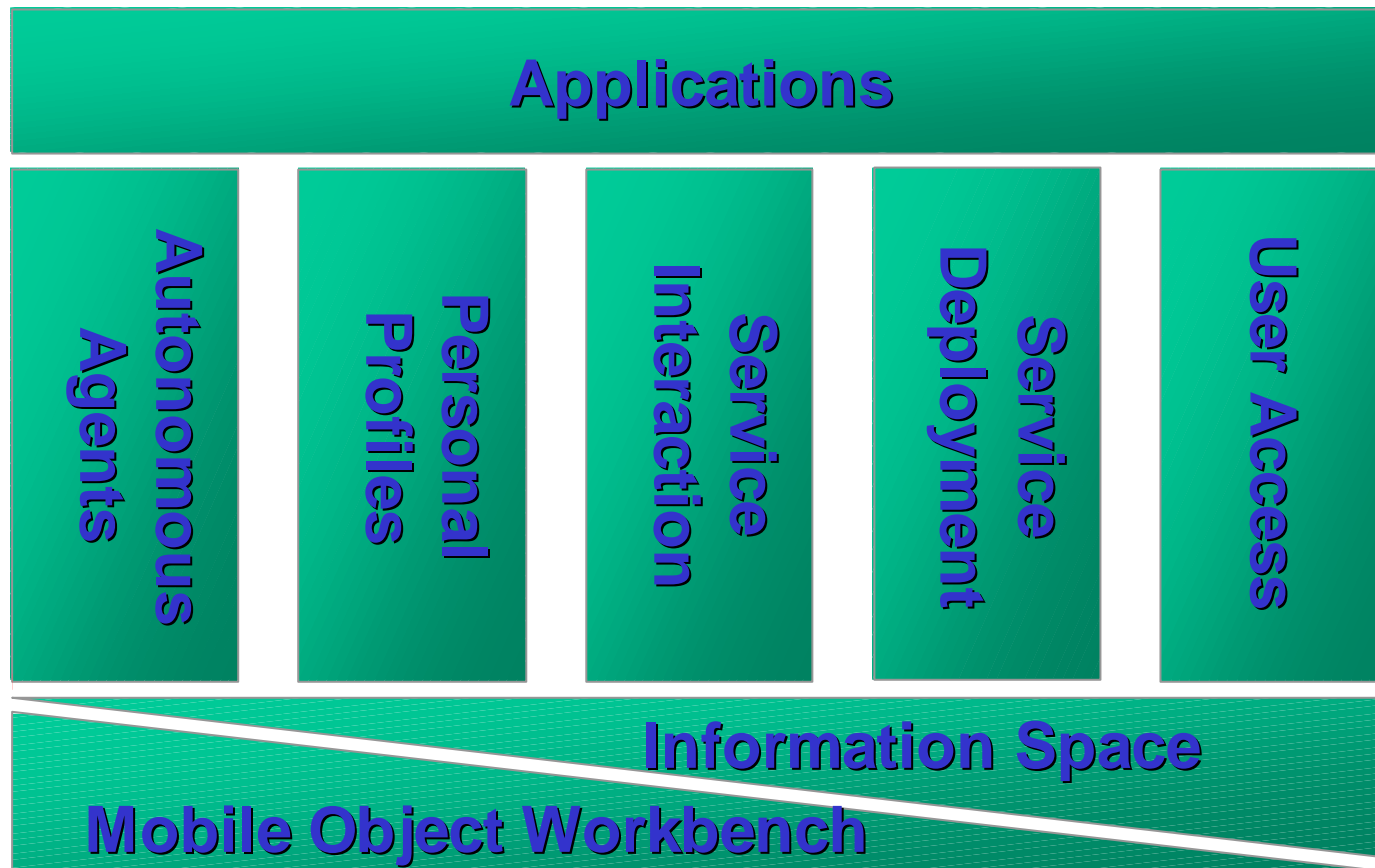 Applications
Autonomous
Agents
Personal
Profiles
Service
Interaction
Service
Deployment
User Access
Information Space
Mobile Object Workbench